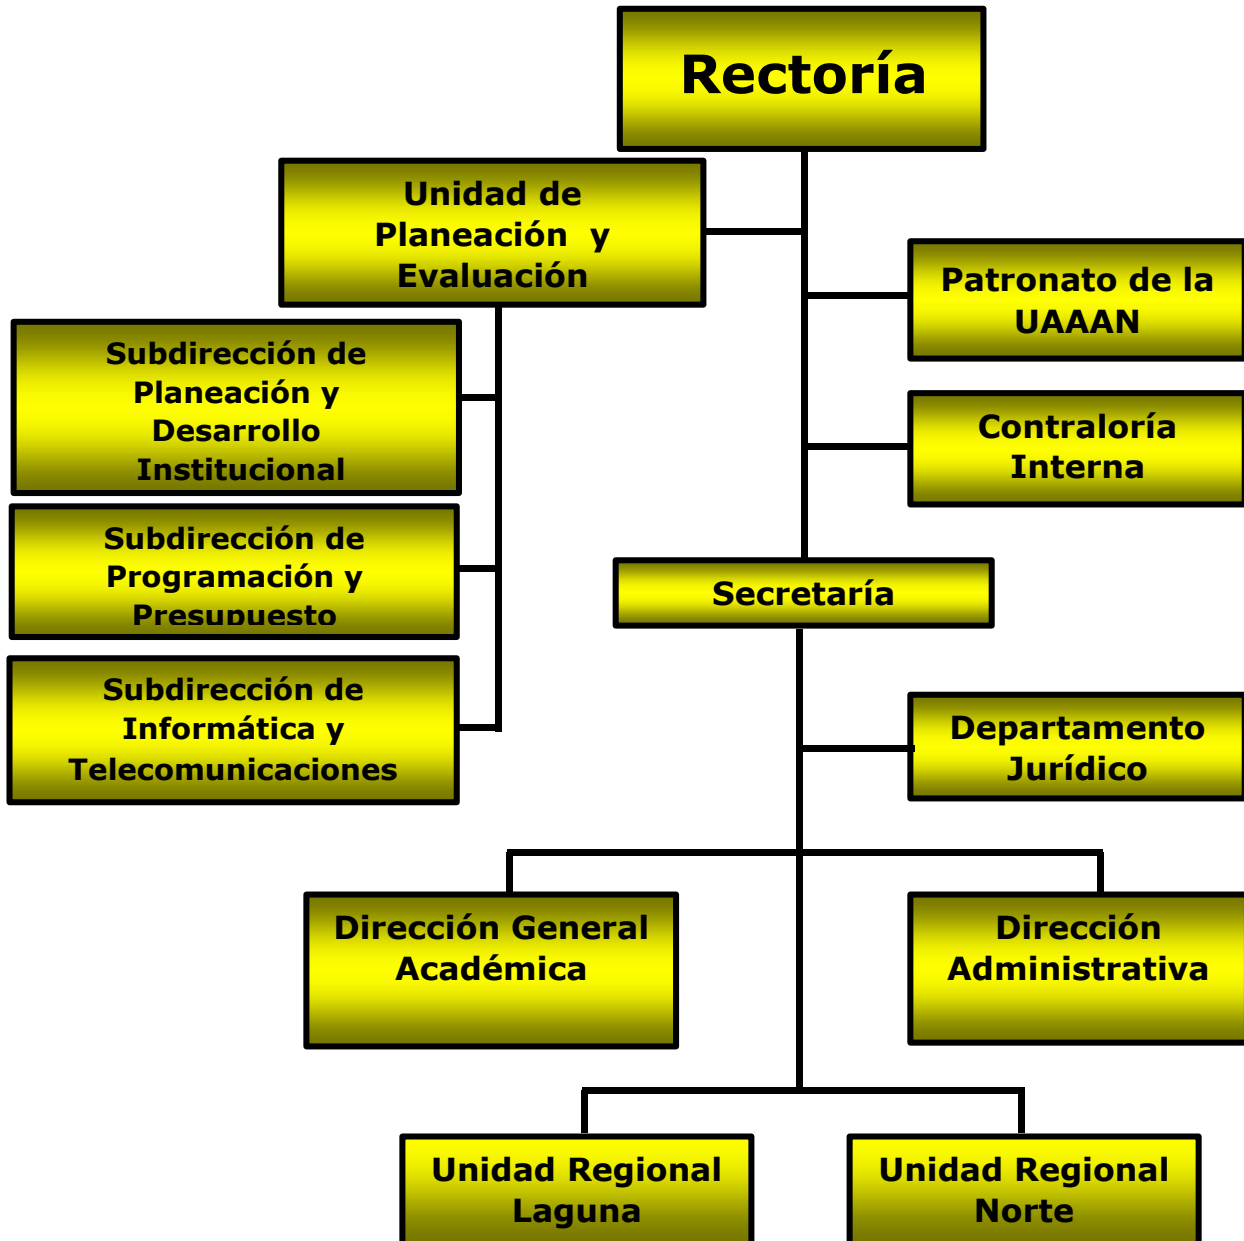 Rectoría
Unidad de
Planeación y
Evaluación
Patronato de la
UAAAN
Subdirección de
Planeación y
Desarrollo
Institucional
Contraloría
Interna
Subdirección de
Programación y
Presupuesto
Secretaría
Subdirección de
Informática y
Telecomunicaciones
Departamento
Jurídico
Dirección General
Académica
Dirección
Administrativa
Unidad Regional
Laguna
Unidad Regional
Norte